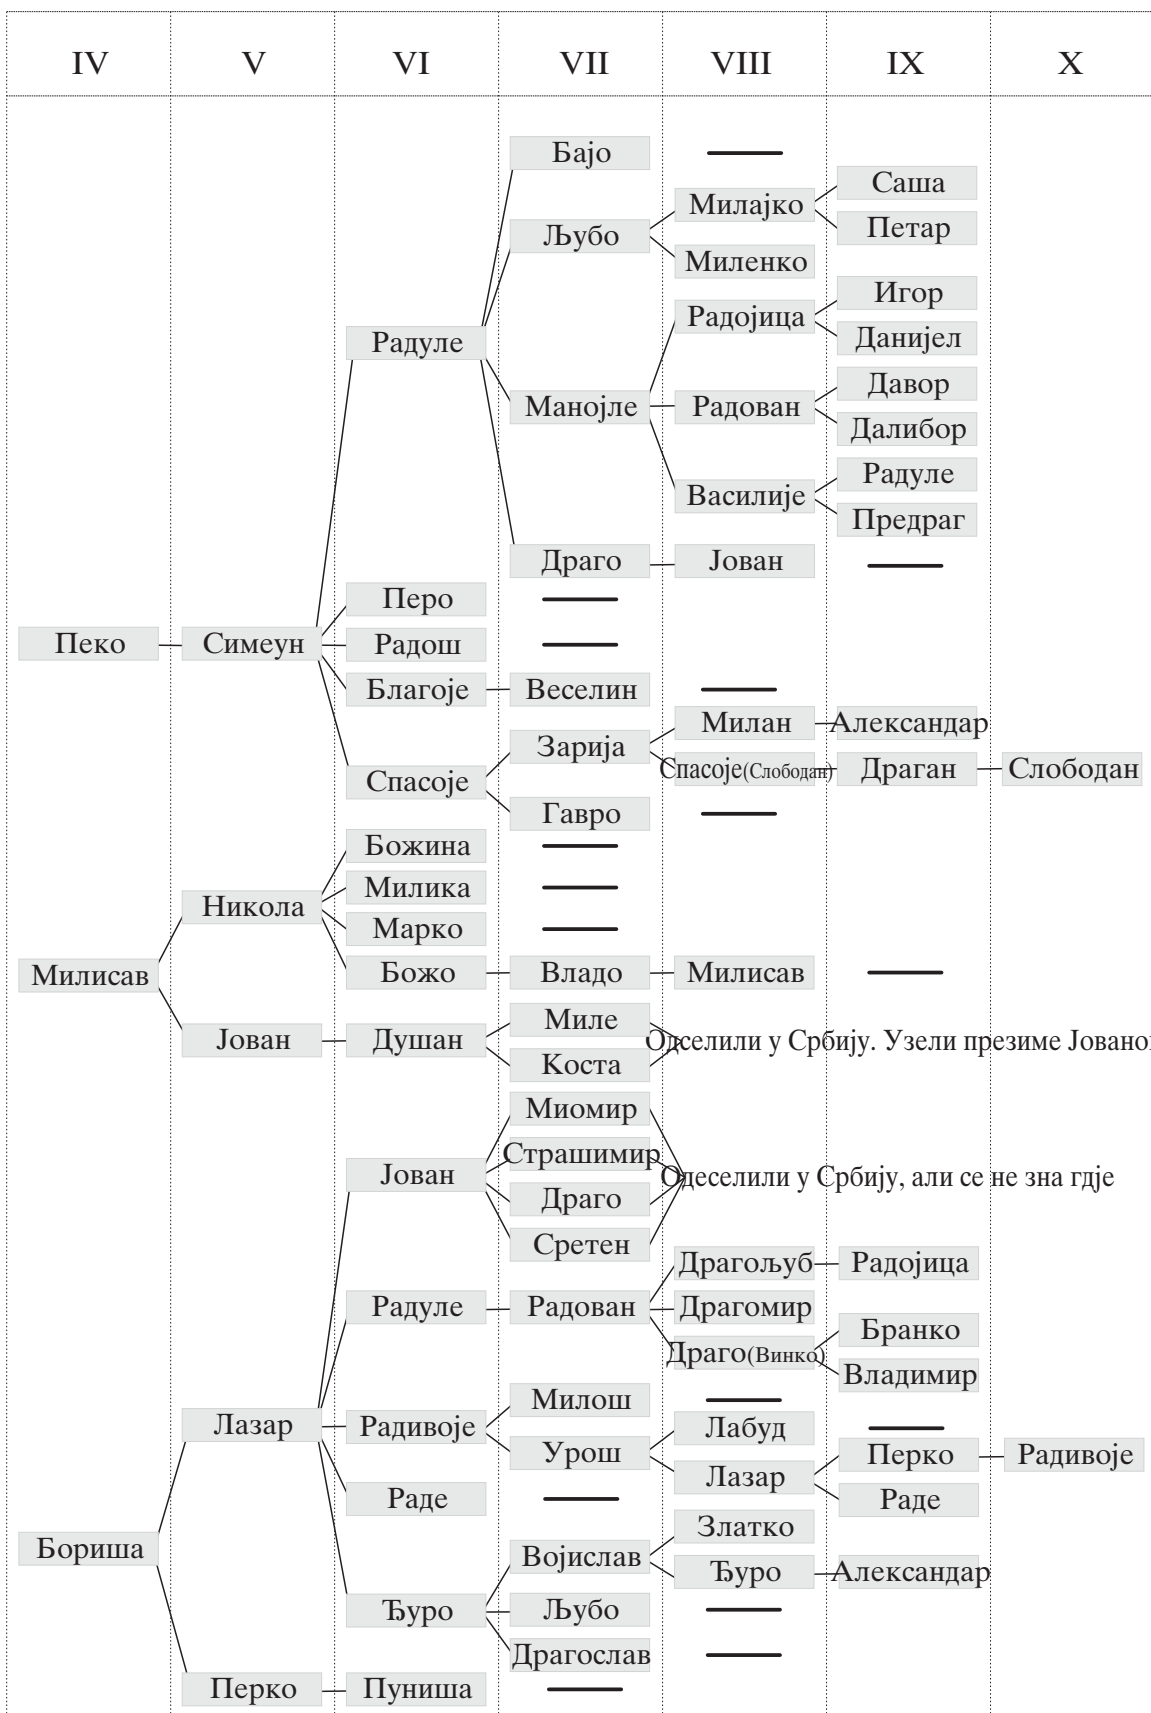 IV V VI VII VIII IX X
Бајо
Саша
Милајко
Петар
Љубо
Миленко
Игор
Радојица
Данијел
Радуле
Давор
Манојле Радован
Далибор
Радуле
Василије
Предраг
Драго Јован
Перо
Пеко Симеун Радош
Благоје Веселин
Милан Александар
Зарија
Спасоје(Слободан) Драган Слободан
Спасоје
Гавро
Божина
Милика
Никола
Марко
Милисав Божо Владо Милисав
Миле
Јован Душан Одселили у Србију. Узели презиме Јовано
Коста
Миомир
Страшимир
Јован Одеселили у Србију, али се не зна гдје
Драго
Сретен
Драгољуб Радојица
Радуле Радован Драгомир
Бранко
Драго(Винко)
Владимир
Милош
Лазар Радивоје Лабуд
Урош Перко Радивоје
Лазар
Раде Раде
Златко
Бориша Војислав
Ђуро Александар
Ђуро Љубо
Драгослав
Перко Пуниша